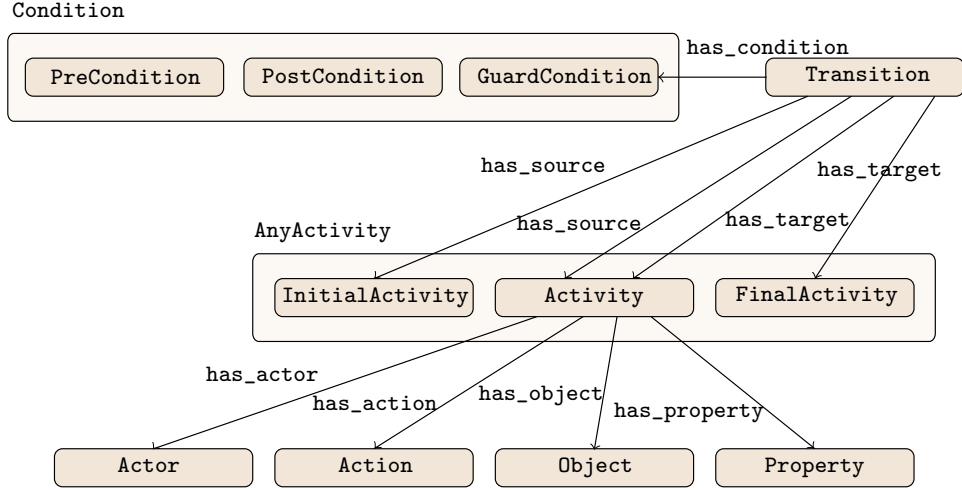 Condition
has_condition
PreCondition PostCondition GuardCondition Transition
has_source
has_target
has_source
has_target
AnyActivity
InitialActivity Activity FinalActivity
has_actor
has_action
has_object
has_property
Actor Action Object Property